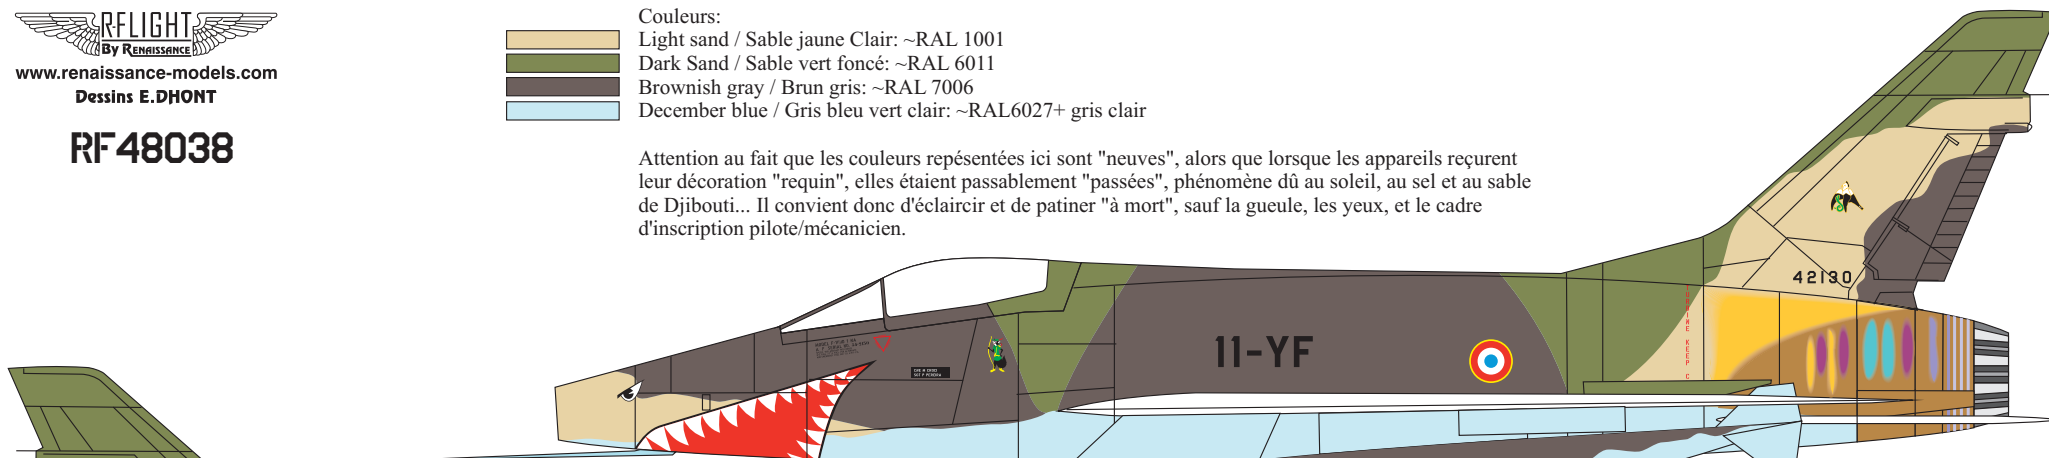 R-FLIGHT
By RENAISSANCE
www.renaissance-models.com
Dessins E.DHONT
RF48038
Couleurs:
Light sand / Sable jaune Clair: ~RAL 1001
Dark Sand / Sable vert foncé: ~RAL 6011
Brownish gray / Brun gris: ~RAL 7006
December blue / Gris bleu vert clair: ~RAL6027+ gris clair
Attention au fait que les couleurs repésentées ici sont "neuves", alors que lorsque les appareils reçurent
leur décoration "requin", elles étaient passablement "passées", phénomène dû au soleil, au sel et au sable
de Djibouti... Il convient donc d'éclaircir et de patiner "à mort", sauf la gueule, les yeux, et le cadre
d'inscription pilote/mécanicien.
42130
11-YF
KEEP